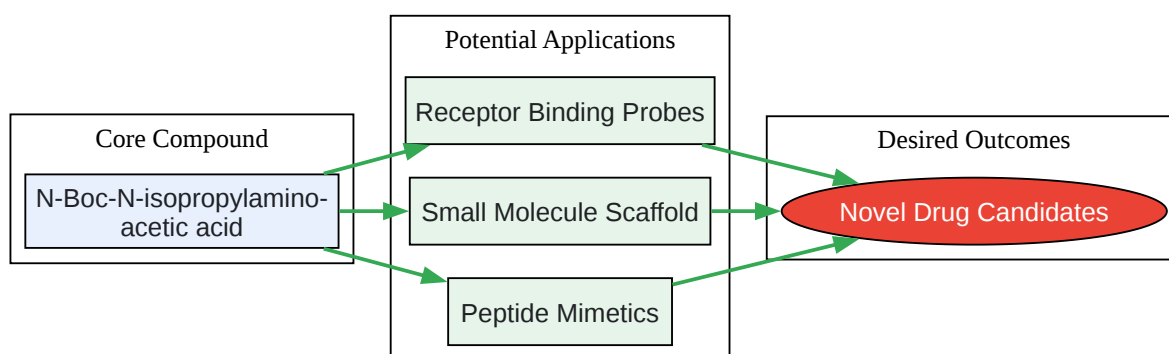 Potential Applications
Receptor Binding Probes
Core Compound
Desired Outcomes
N-Boc-N-isopropylamino-
acetic acid
Small Molecule Scaffold
Novel Drug Candidates
Peptide Mimetics